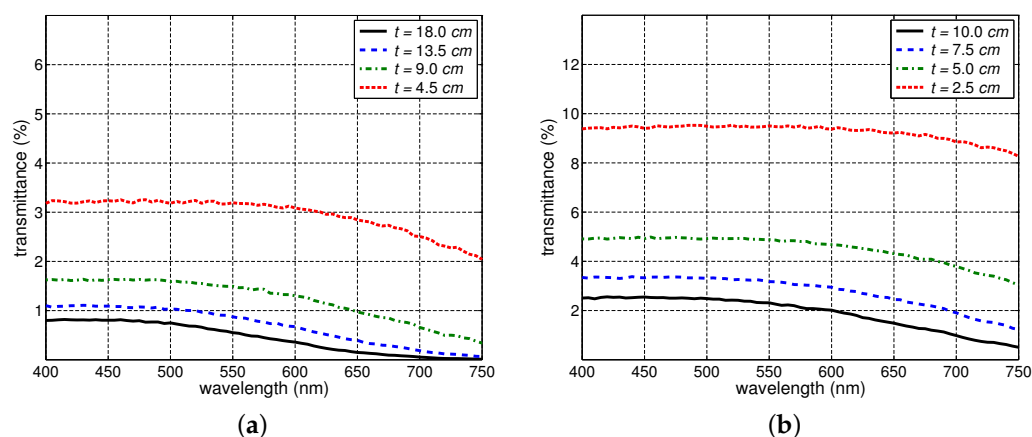 transmittance (%)
6
5
4
3
2
1
400 450 500 550 600 650 700 750
wavelength (nm)
t = 18.0 cm
t = 13.5 cm
t = 9.0 cm
t = 4.5 cm
(a)
transmittance (%)
12
10
8
6
4
2
400 450 500 550 600 650 700 750
wavelength (nm)
t = 10.0 cm
t = 7.5 cm
t = 5.0 cm
t = 2.5 cm
(b)